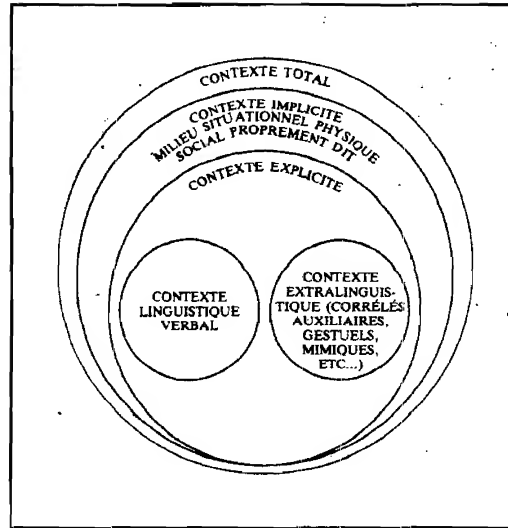 CONTEXTE TOTAL
CONTEXTE IMPLICITE
MILIEU SITUATIONNEL PHYSIQUE
SOCIAL PROPREMENT DIT
CONTEXTE EXPLICITE
CONTEXTE
LINGUISTIQUE
VERBAL
CONTEXTE
EXTRALINGUIS-
TIQUE (CORRÉLÉS
AUXILIAIRES,
GESTUELS,
MIMIQUES,
ETC...)